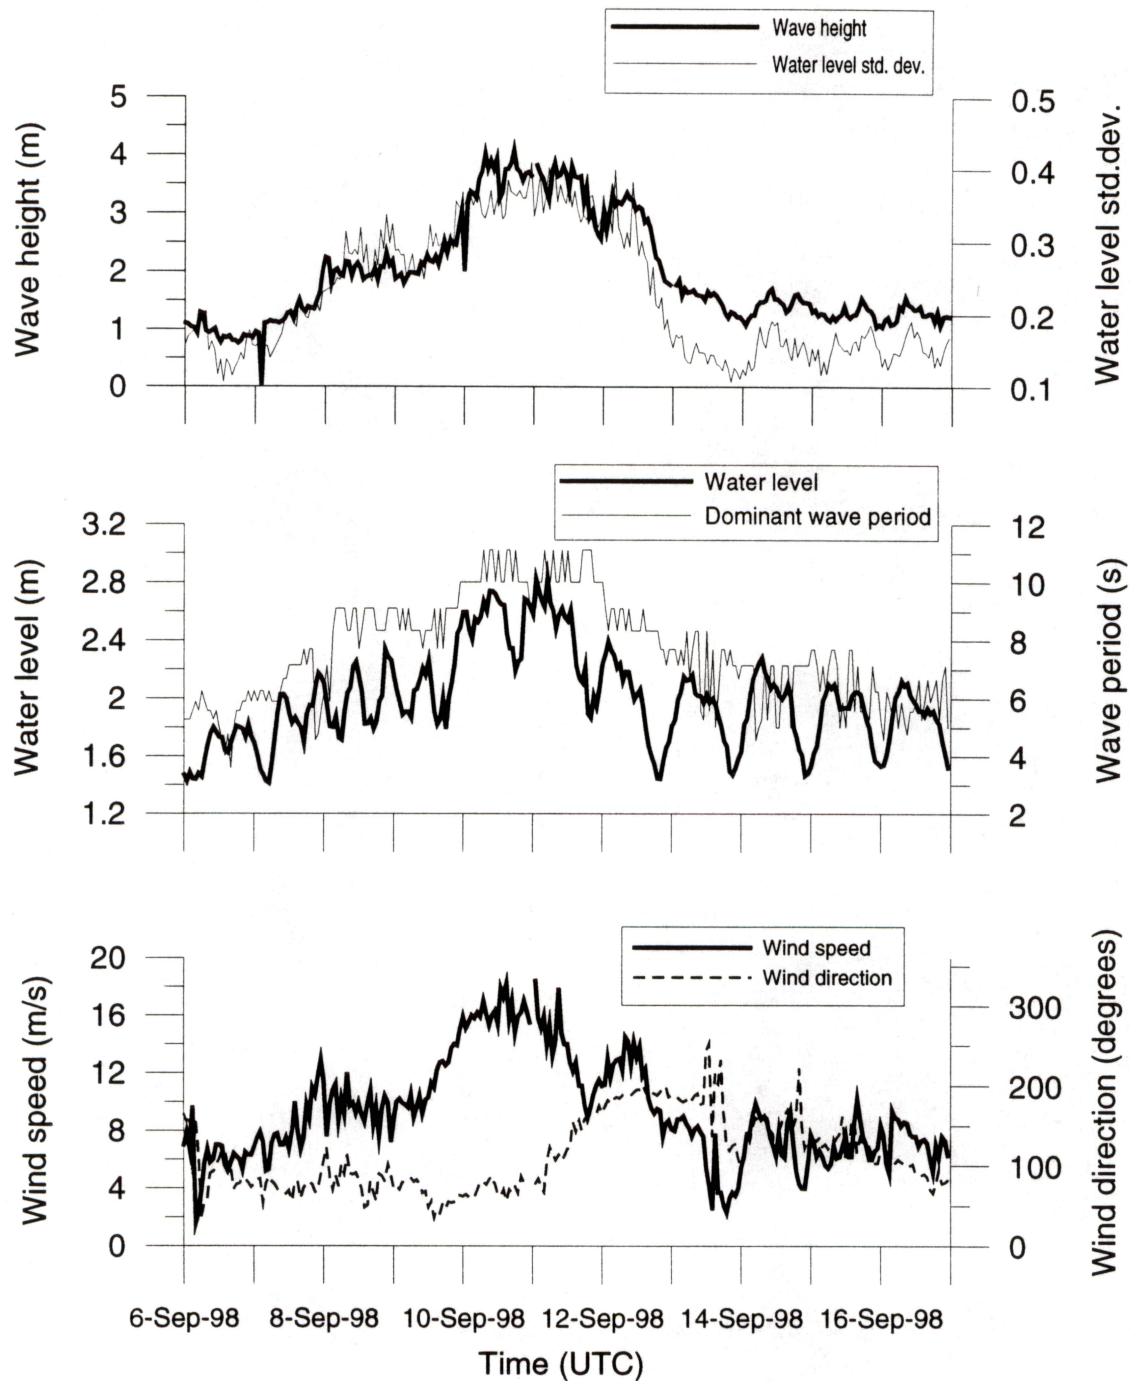 Wave height
Water level std. dev.
Wave height (m)
5
4
3
2
1
0
0.5
0.4
0.3
0.2
0.1
Water level std.dev.
Water level
Dominant wave period
Water level (m)
3.2
2.8
2.4
2
1.6
1.2
12
10
8
6
4
2
Wave period (s)
Wind speed
Wind direction
Wind speed (m/s)
20
16
12
8
4
0
300
200
100
0
Wind direction (degrees)
6-Sep-98 8-Sep-98 10-Sep-98 12-Sep-98 14-Sep-98 16-Sep-98
Time (UTC)